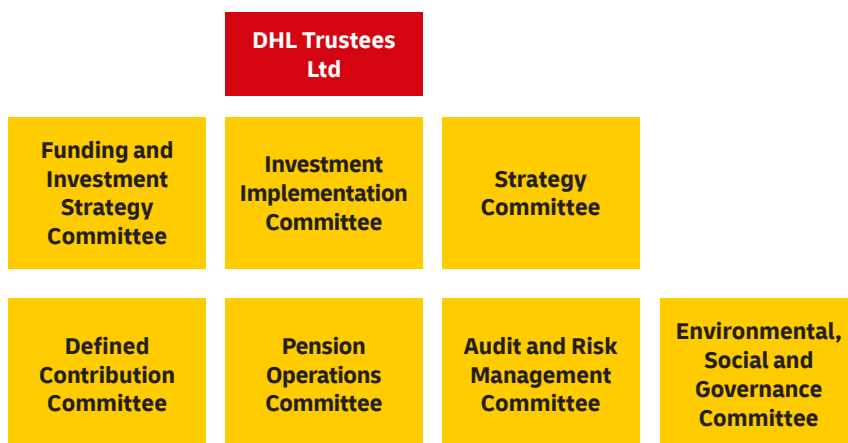 DHL Trustees
Ltd
Funding and
Investment
Strategy
Committee
Investment
Implementation
Committee
Strategy
Committee
Defined
Contribution
Committee
Pension
Operations
Committee
Audit and Risk
Management
Committee
Environmental,
Social and
Governance
Committee